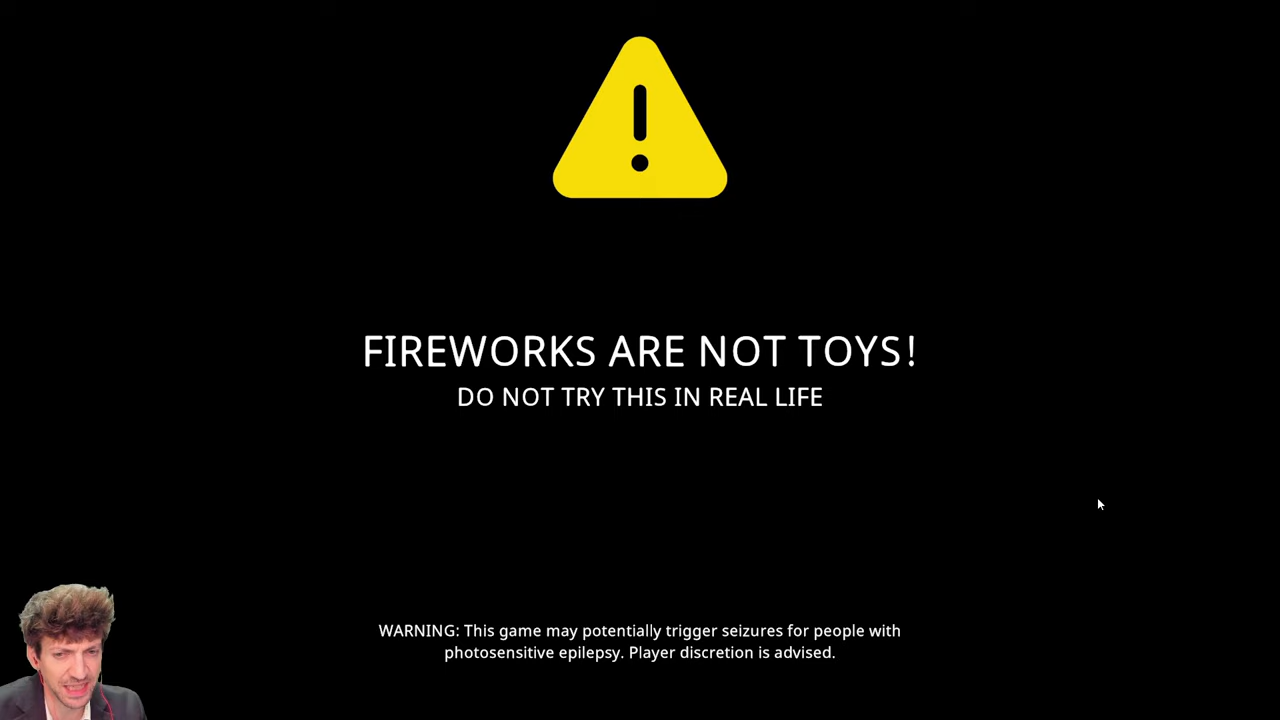 FIREWORKS ARE NOT TOYS!
DO NOT TRY THIS IN REAL LIFE
WARNING: This game may potentially trigger seizures for people with
photosensitive epilepsy. Player discretion is advised.